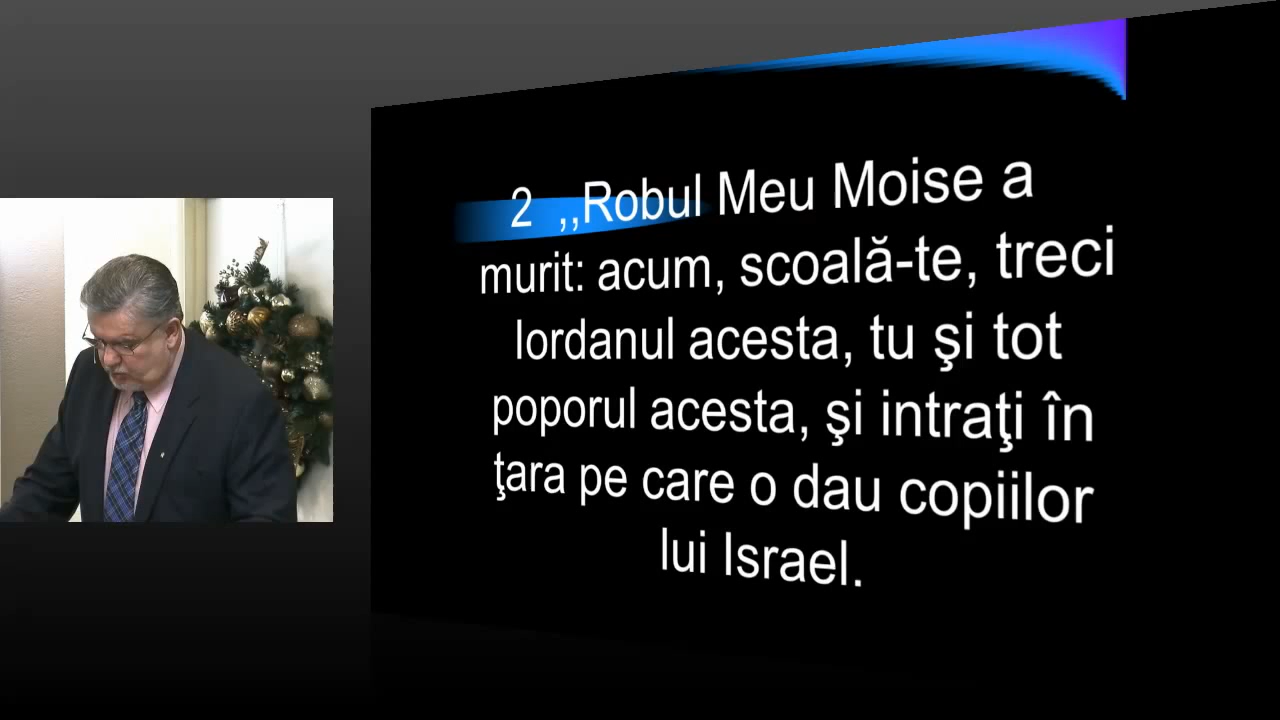 2 ,,Robul Meu Moise a
murit: acum, scoală-te, treci
Iordanul acesta, tu şi tot
poporul acesta, şi intraţi în
ţara pe care o dau copiilor
lui Israel.